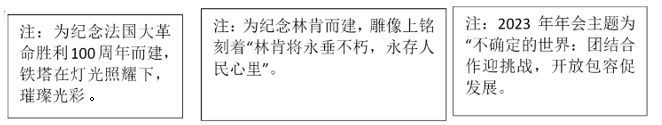 注：为纪念法国大革
命胜利100周年而建，
铁塔在灯光照耀下，
璀璨光彩。
注：为纪念林肯而建，雕像上铭
刻着“林肯将永垂不朽，永存人
民心里”。
注：2023 年年会主题为
“不确定的世界：团结合
作迎挑战，开放包容促
发展。